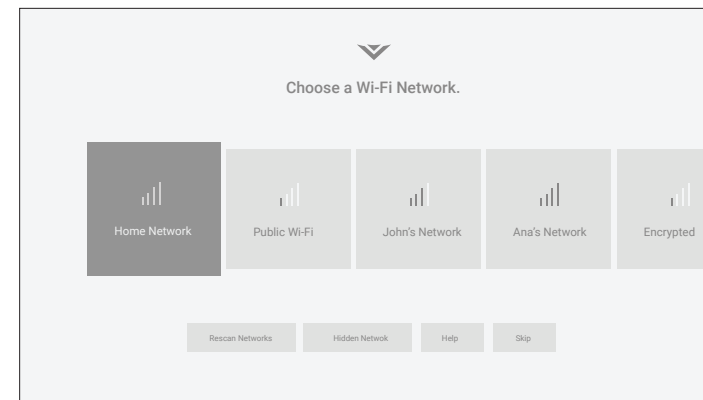 Choose a Wi-Fi Network.
Home Network
Public Wi-Fi
John's Network
Ana's Network
Encrypted
Rescan Networks
Hidden Netwok
Help
Skip